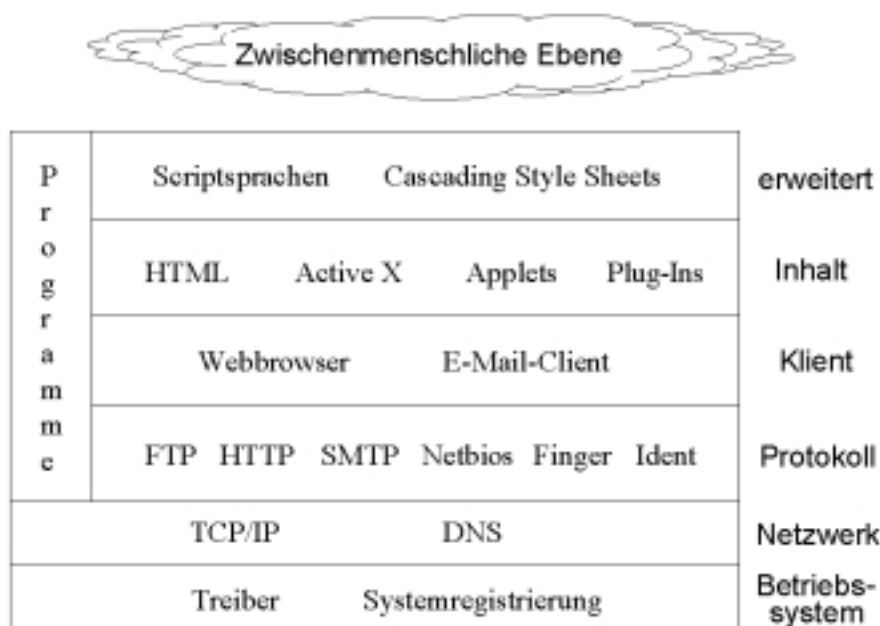 Zwischenmenschliche Ebene
Programme
Scriptsprachen Cascading Style Sheets erweitert
HTML Active X Applets Plug-Ins Inhalt
Webbrowser E-Mail-Client Klient
FTP HTTP SMTP Netbios Finger Ident Protokoll
TCP/IP DNS Netzwerk
Treiber Systemregistrierung Betriebs-
system